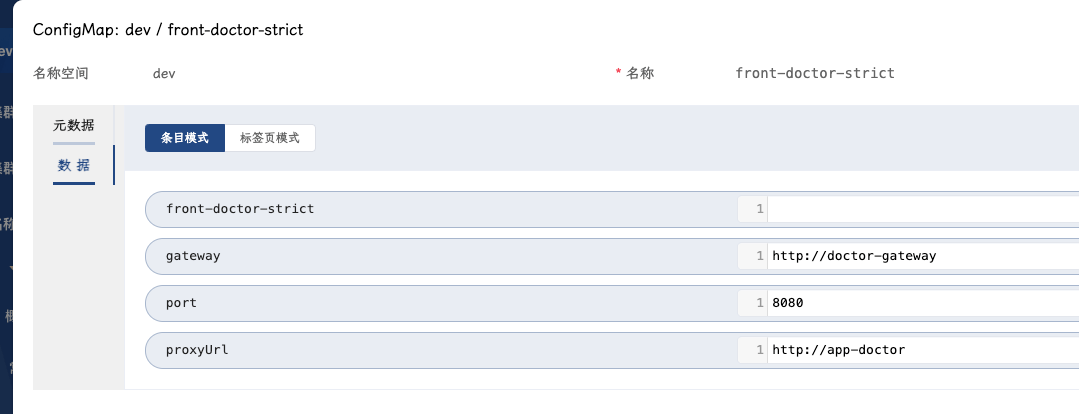 ConfigMap: dev / front-doctor-strict
名称空间 dev * 名称 front-doctor-strict
元数据
条目模式 标签页模式
数据
front-doctor-strict 1
gateway 1 http://doctor-gateway
port 1 8080
proxyUrl 1 http://app-doctor